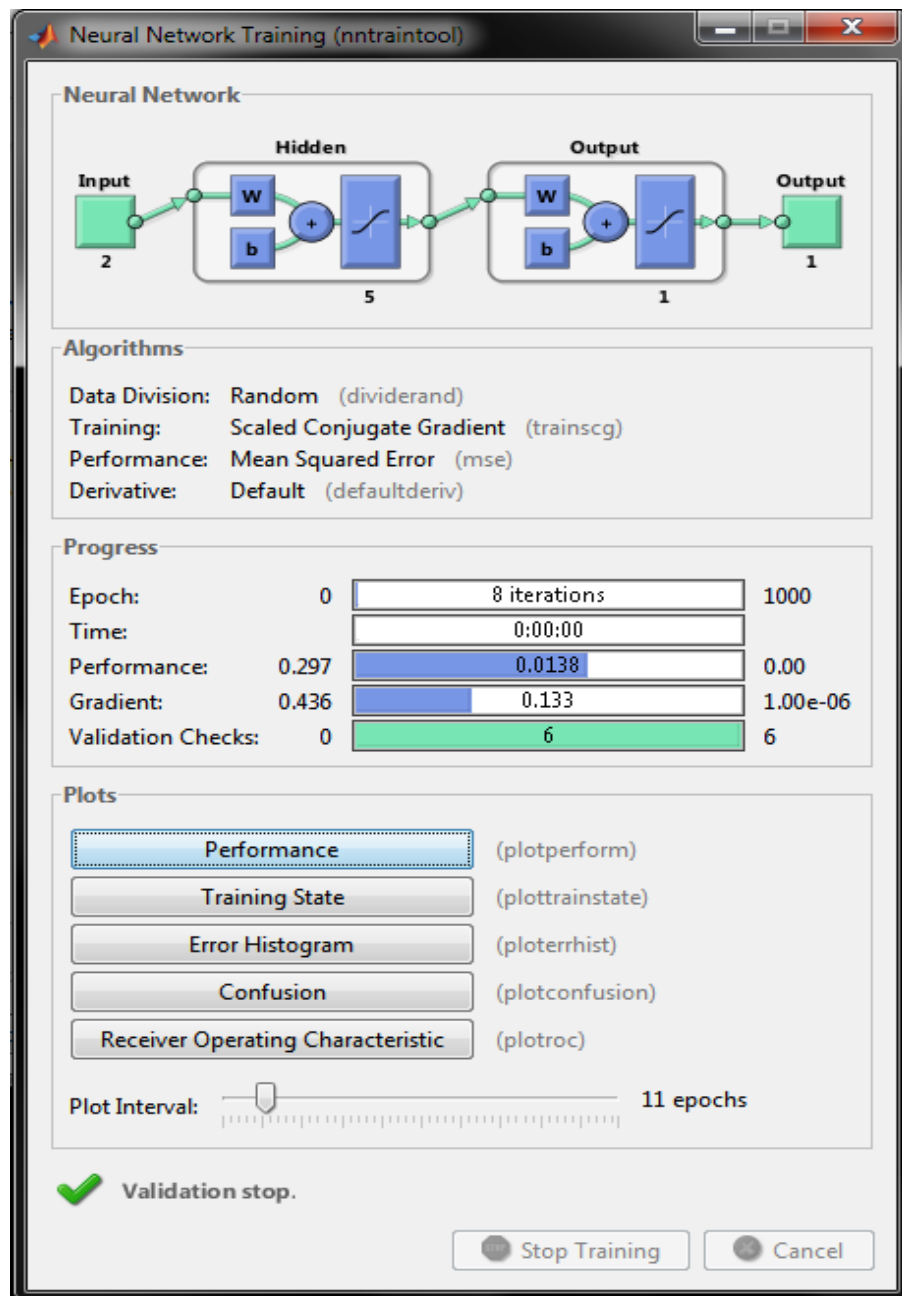 Neural Network Training (nntraintool)
Neural Network
Hidden
Output
Input
Output
W
b
+
W
b
+
2
5
1
1
Algorithms
Data Division: Random (dividerand)
Training: Scaled Conjugate Gradient (trainscg)
Performance: Mean Squared Error (mse)
Derivative: Default (defaultderiv)
Progress
Epoch: 0 8 iterations 1000
Time: 0:00:00
Performance: 0.297 0.0138 0.00
Gradient: 0.436 0.133 1.00e-06
Validation Checks: 0 6 6
Plots
Performance (plotperform)
Training State (plottrainstate)
Error Histogram (ploterrhist)
Confusion (plotconfusion)
Receiver Operating Characteristic (plotroc)
Plot Interval: 11 epochs
Validation stop.
STOP Stop Training Cancel